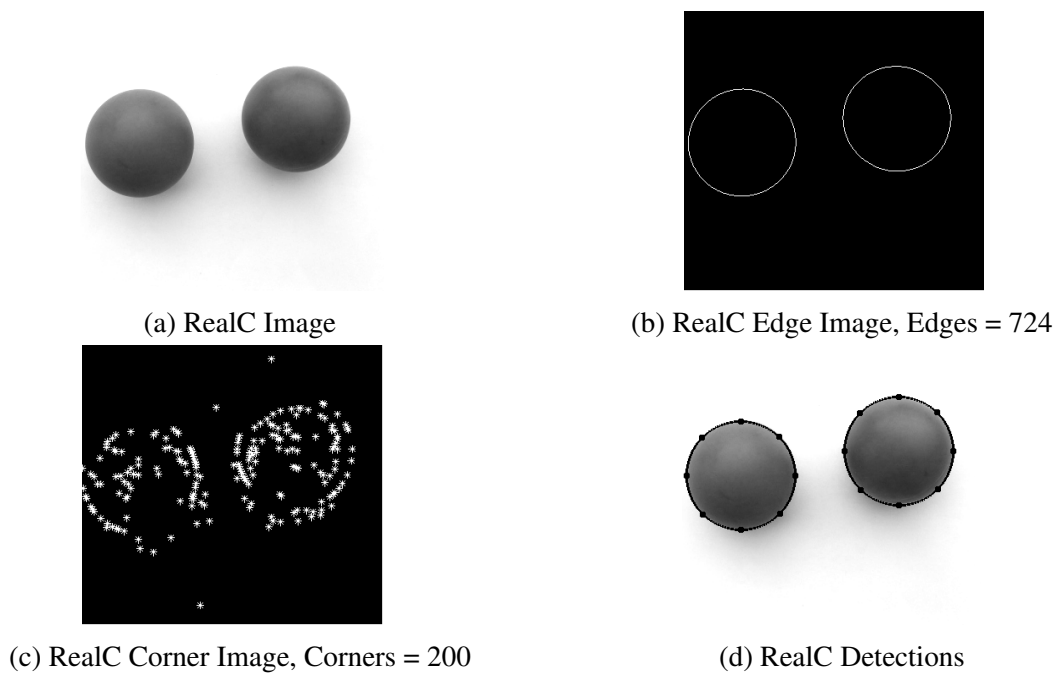 (a) RealC Image
(b) RealC Edge Image, Edges = 724
(c) RealC Corner Image, Corners = 200
(d) RealC Detections